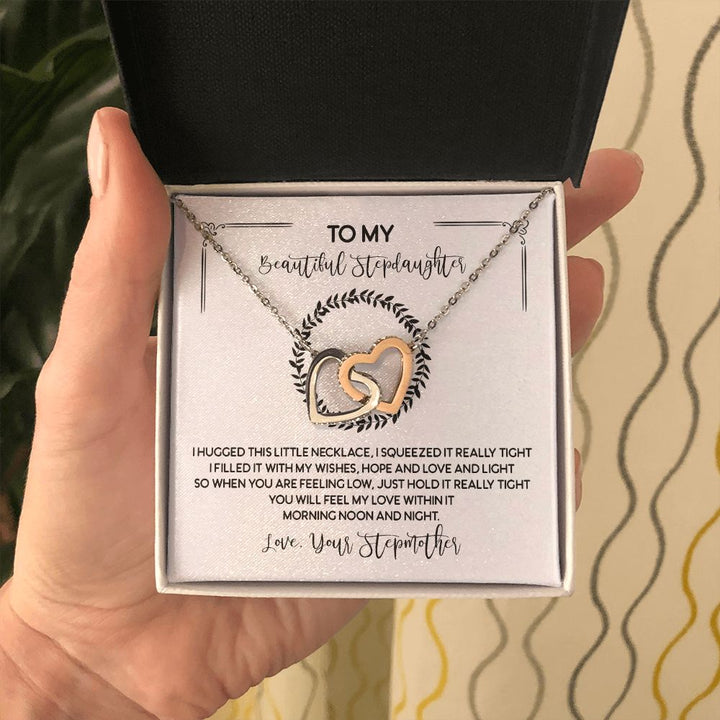 TO MY
Beautiful Stepdaughter
I HUGGED THIS LITTLE NECKLACE, I SQUEEZED IT REALLY TIGHT
I FILLED IT WITH MY WISHES, HOPE AND LOVE AND LIGHT
SO WHEN YOU ARE FEELING LOW, JUST HOLD IT REALLY TIGHT
YOU WILL FEEL MY LOVE WITHIN IT
MORNING NOON AND NIGHT.
Love, Your Stepmother